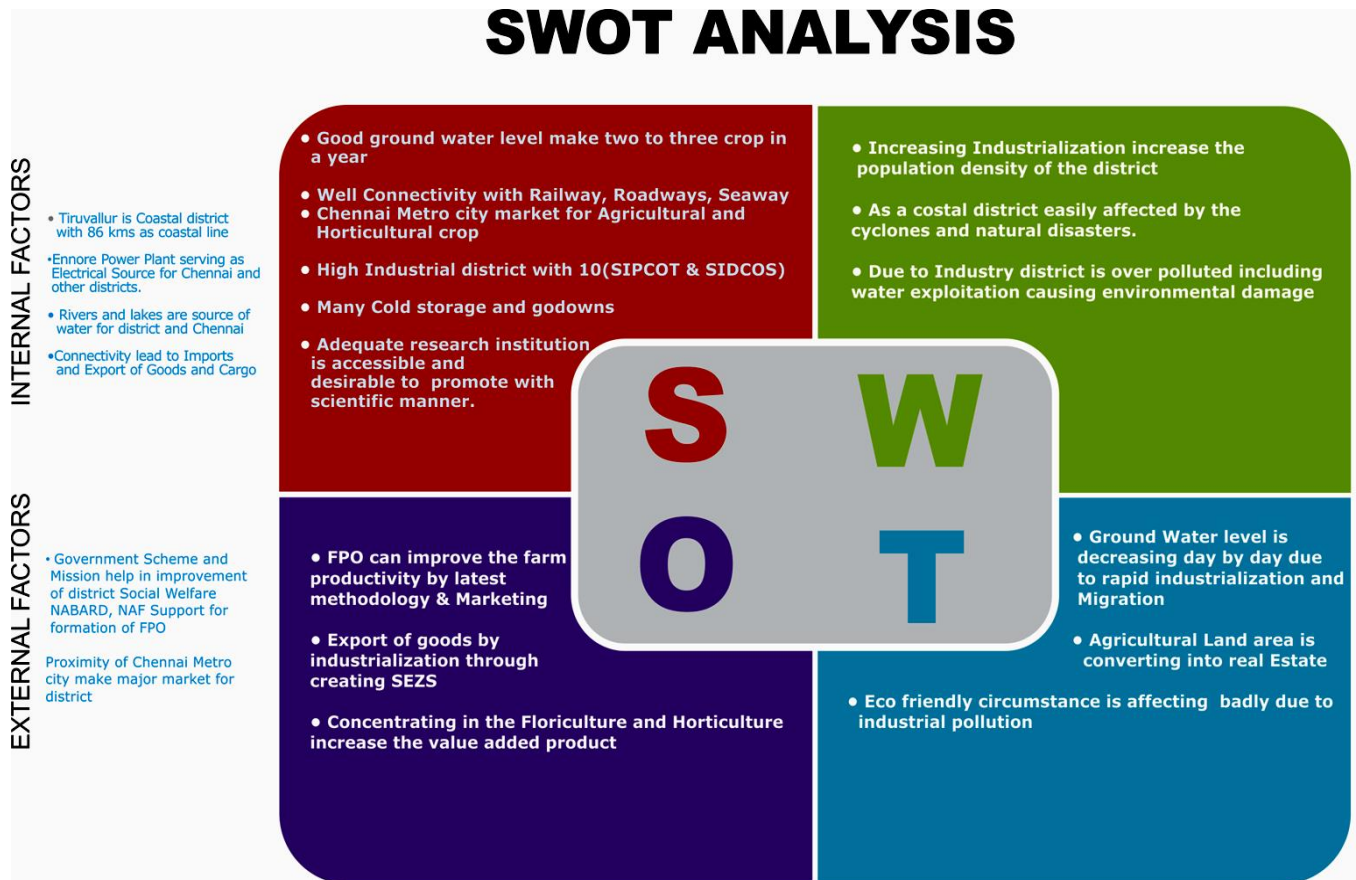 SWOT ANALYSIS
INTERNAL FACTORS
• Tiruvallur is Coastal district
with 86 kms as coastal line
•Ennore Power Plant serving as
Electrical Source for Chennai and
other districts.
• Rivers and lakes are source of
water for district and Chennai
•Connectivity lead to Imports
and Export of Goods and Cargo
● Good ground water level make two to three crop in
a year
● Well Connectivity with Railway, Roadways, Seaway
● Chennai Metro city market for Agricultural and
Horticultural crop
● High Industrial district with 10(SIPCOT & SIDCOS)
● Many Cold storage and godowns
● Adequate research institution
is accessible and
desirable to promote with
scientific manner.
● Increasing Industrialization increase the
population density of the district
● As a costal district easily affected by the
cyclones and natural disasters.
● Due to Industry district is over polluted including
water exploitation causing environmental damage
S W
O T
EXTERNAL FACTORS
• Government Scheme and
Mission help in improvement
of district Social Welfare
NABARD, NAF Support for
formation of FPO
Proximity of Chennai Metro
city make major market for
district
● FPO can improve the farm
productivity by latest
methodology & Marketing
● Export of goods by
industrialization through
creating SEZS
● Concentrating in the Floriculture and Horticulture
increase the value added product
● Ground Water level is
decreasing day by day due
to rapid industrialization and
Migration
● Agricultural Land area is
converting into real Estate
● Eco friendly circumstance is affecting badly due to
industrial pollution